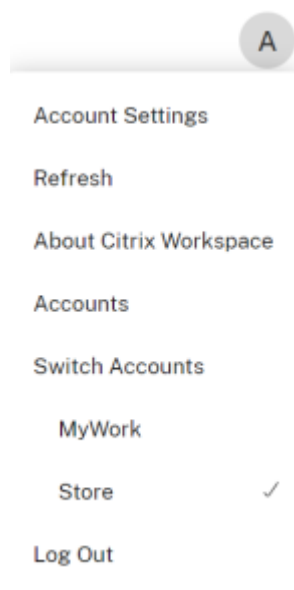 A
Account Settings
Refresh
About Citrix Workspace
Accounts
Switch Accounts
MyWork
Store
Log Out